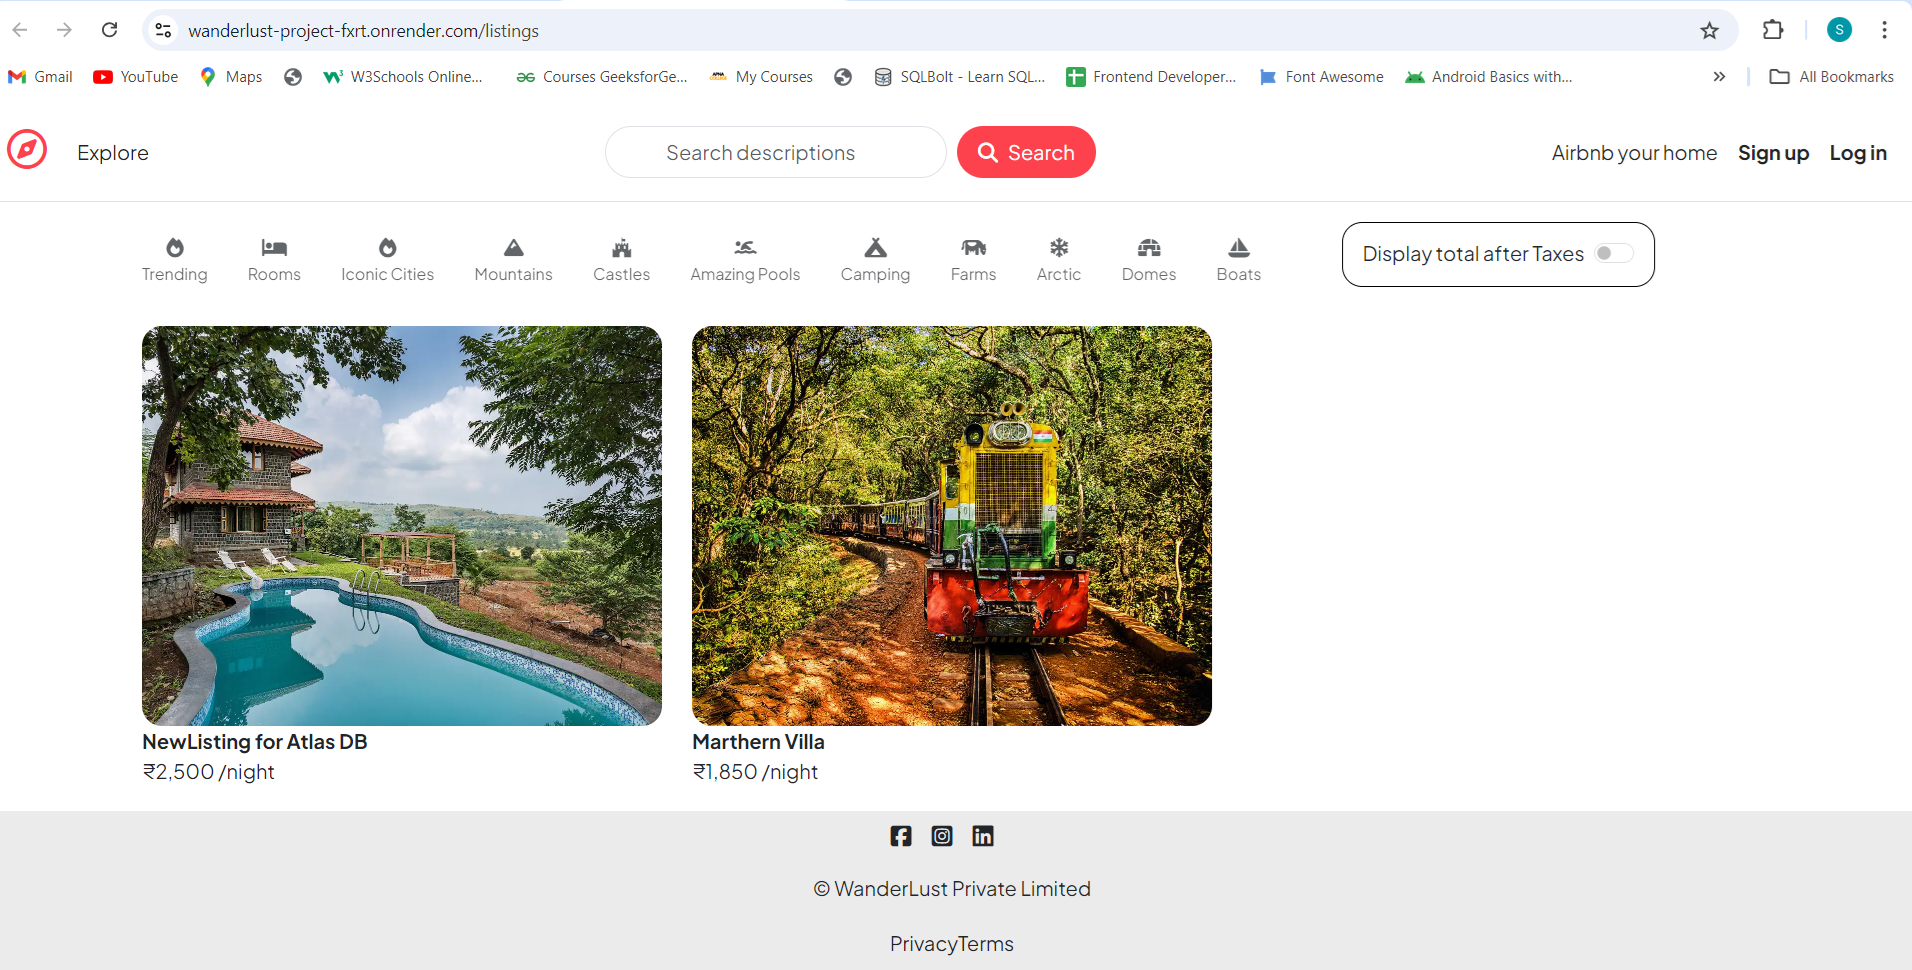 wanderlust-project-fxrt.onrender.com/listings
S
Gmail YouTube Maps W3Schools Online... Courses GeeksforGe... My Courses SQLBolt - Learn SQL... Frontend Developer... Font Awesome Android Basics with... All Bookmarks
Explore Search descriptions Search Airbnb your home Sign up Log in
Trending Rooms Iconic Cities Mountains Castles Amazing Pools Camping Farms Arctic Domes Boats Display total after Taxes
NewListing for Atlas DB
₹2,500 /night
Marthern Villa
₹1,850 /night
© WanderLust Private Limited
PrivacyTerms